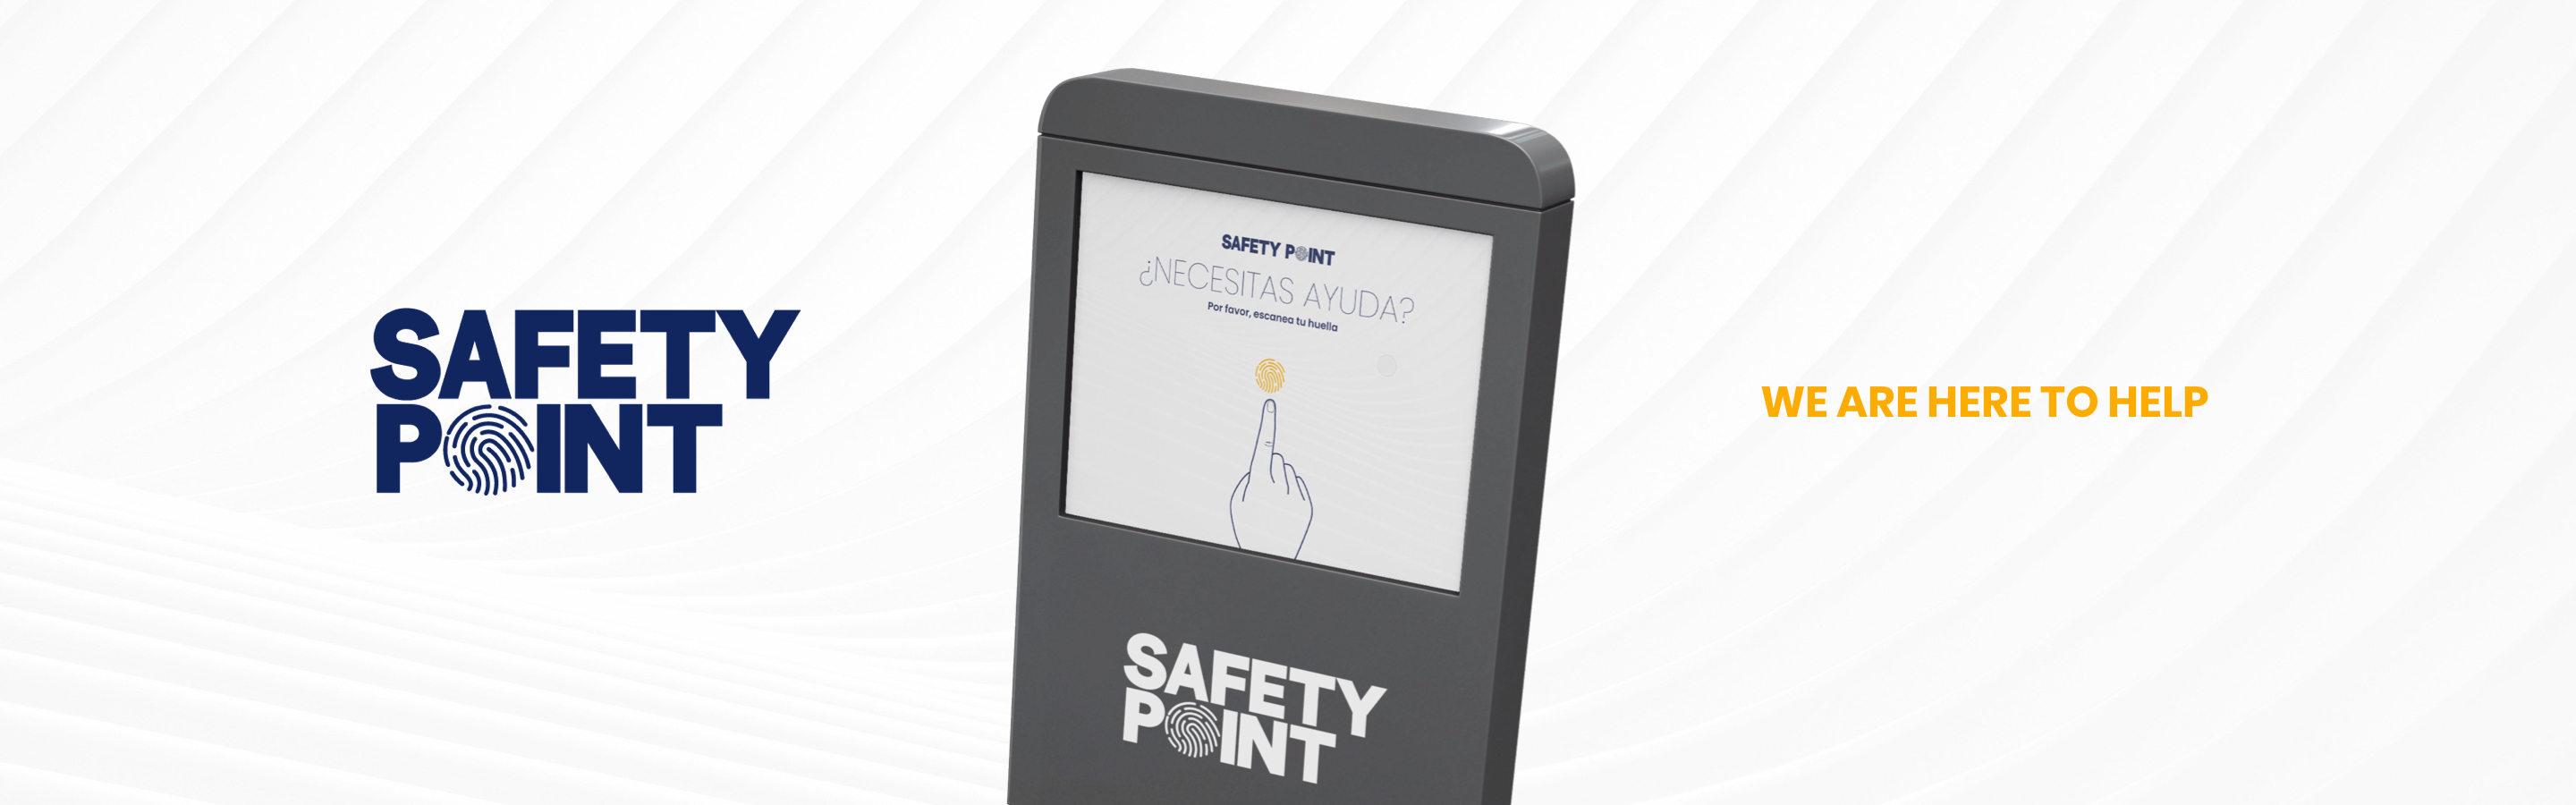 SAFETY
POINT
SAFETY POINT
¿NECESITAS AYUDA?
Por favor, escanea tu huella
SAFETY
POINT
WE ARE HERE TO HELP